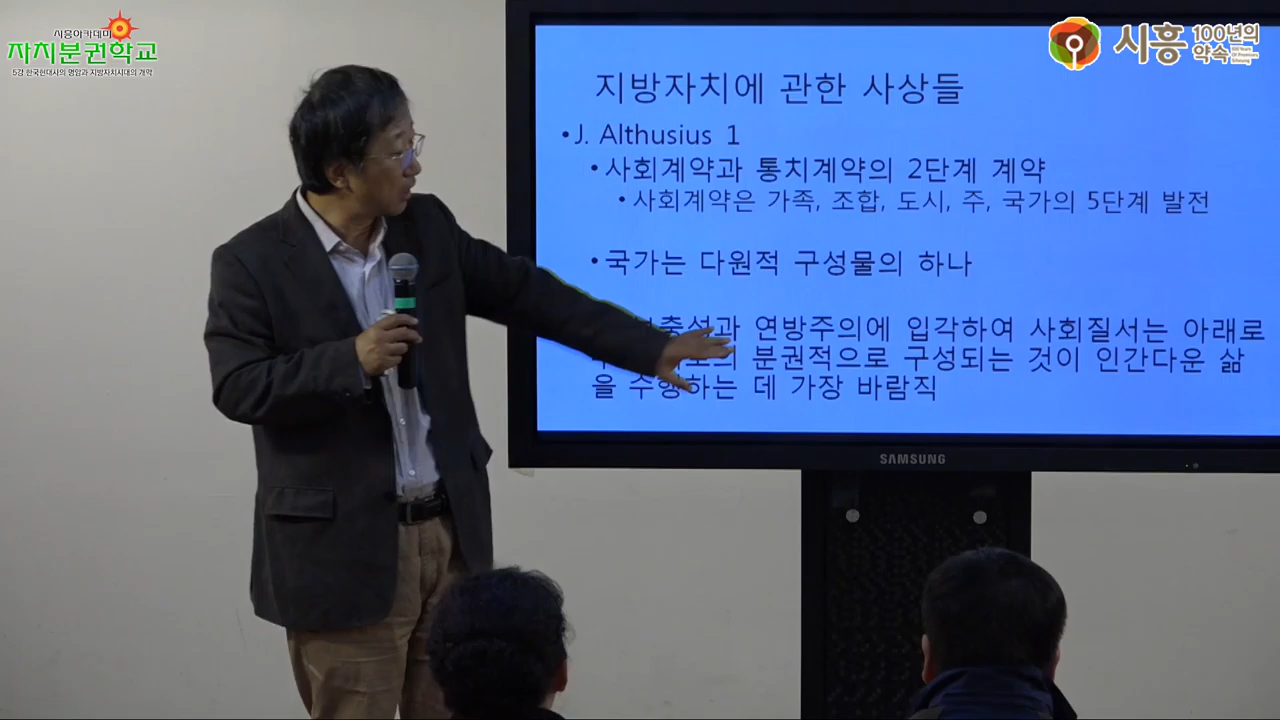 시흥아카데미
자치분권학교
5강 한국현대사의 명암과 지방자치시대의 개막
시흥 100년의 약속
지방자치에 관한 사상들
•J. Althusius 1
•사회계약과 통치계약의 2단계 계약
•사회계약은 가족, 조합, 도시, 주, 국가의 5단계 발전
•국가는 다원적 구성물의 하나
연방주의에 입각하여 사회질서는 아래로
분권적으로 구성되는 것이 인간다운 삶
을 수행하는 데 가장 바람직
SAMSUNG